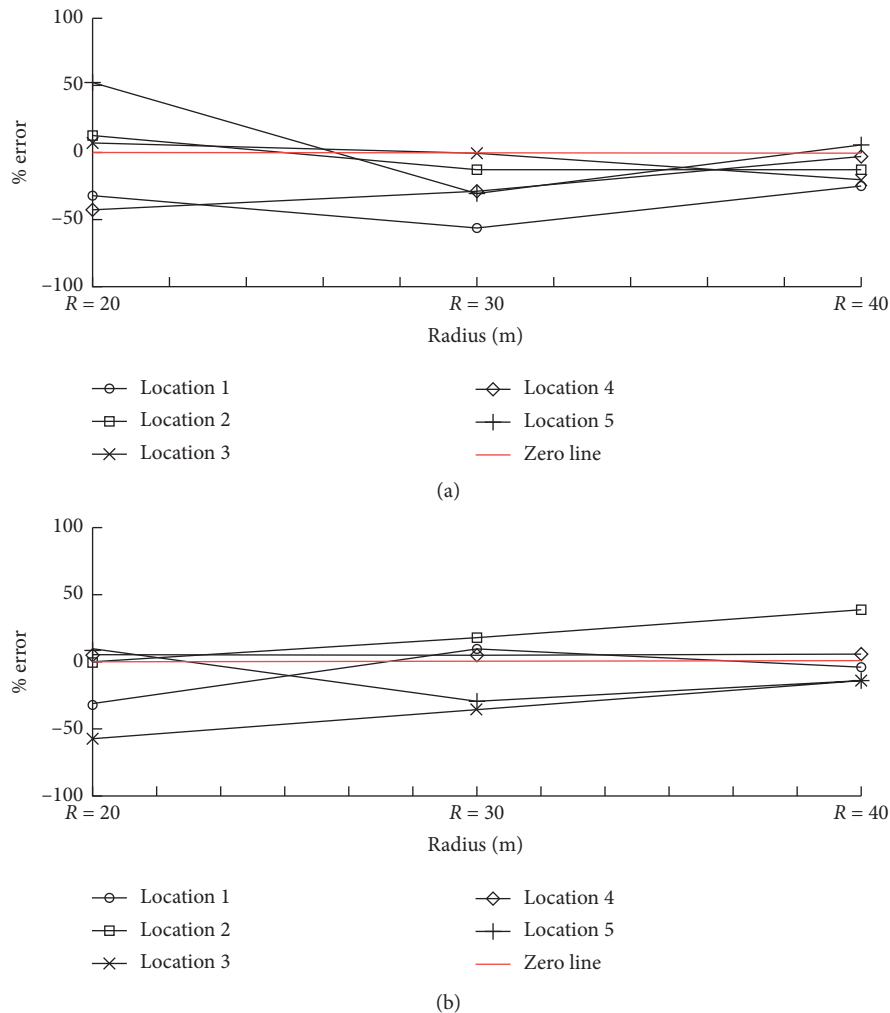 100
50
0
–50
–100
% error
R = 20
R = 30
R = 40
Radius (m)
Location 1
Location 4
Location 2
Location 5
Location 3
Zero line
(a)
100
50
0
–50
–100
% error
R = 20
R = 30
R = 40
Radius (m)
Location 1
Location 4
Location 2
Location 5
Location 3
Zero line
(b)